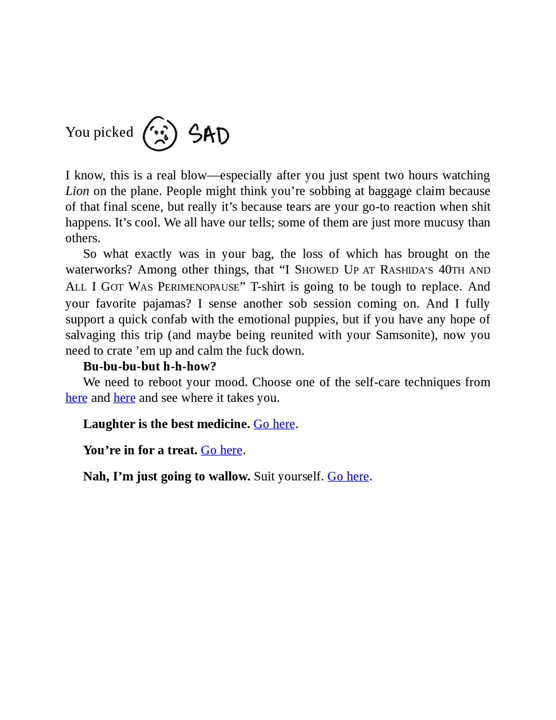 You picked SAD
I know, this is a real blow—especially after you just spent two hours watching
Lion on the plane. People might think you’re sobbing at baggage claim because
of that final scene, but really it’s because tears are your go-to reaction when shit
happens. It’s cool. We all have our tells; some of them are just more mucusy than
others.
So what exactly was in your bag, the loss of which has brought on the
waterworks? Among other things, that “I SHOWED UP AT RASHIDA’S 40TH AND
ALL I GOT WAS PERIMENOPAUSE” T-shirt is going to be tough to replace. And
your favorite pajamas? I sense another sob session coming on. And I fully
support a quick confab with the emotional puppies, but if you have any hope of
salvaging this trip (and maybe being reunited with your Samsonite), now you
need to crate ’em up and calm the fuck down.
Bu-bu-bu-but h-h-how?
We need to reboot your mood. Choose one of the self-care techniques from
here and here and see where it takes you.
Laughter is the best medicine. Go here.
You’re in for a treat. Go here.
Nah, I’m just going to wallow. Suit yourself. Go here.